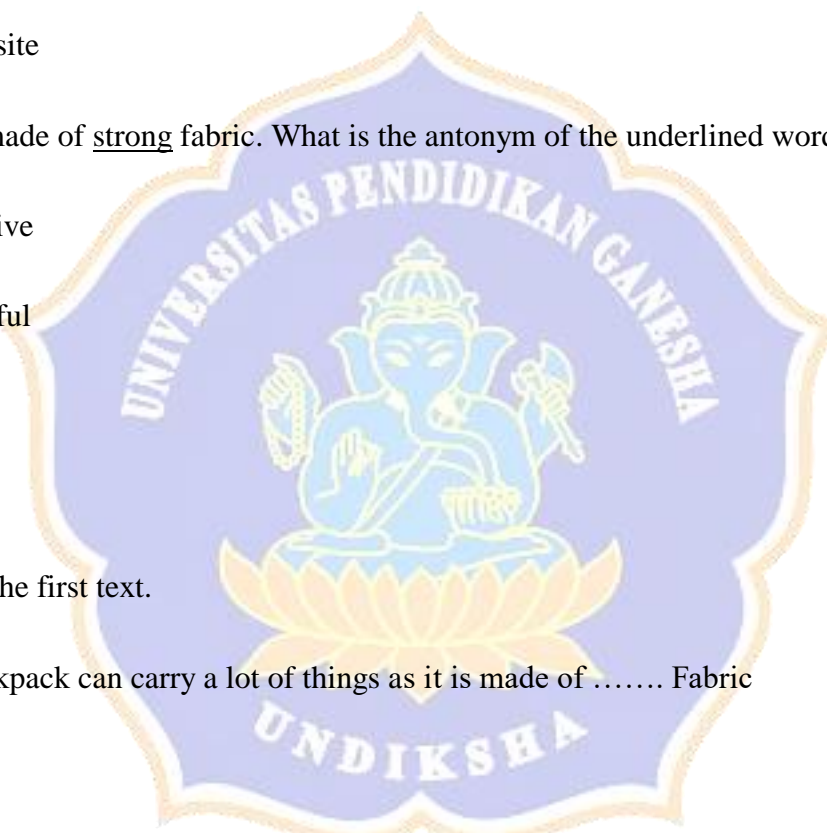 site
made of strong fabric. What is the antonym of the underlined word
ive
ful
UNIVERSITAS PENDIDIKAN GANESHA
he first text.
kpack can carry a lot of things as it is made of ……. Fabric
UNDIKSHA